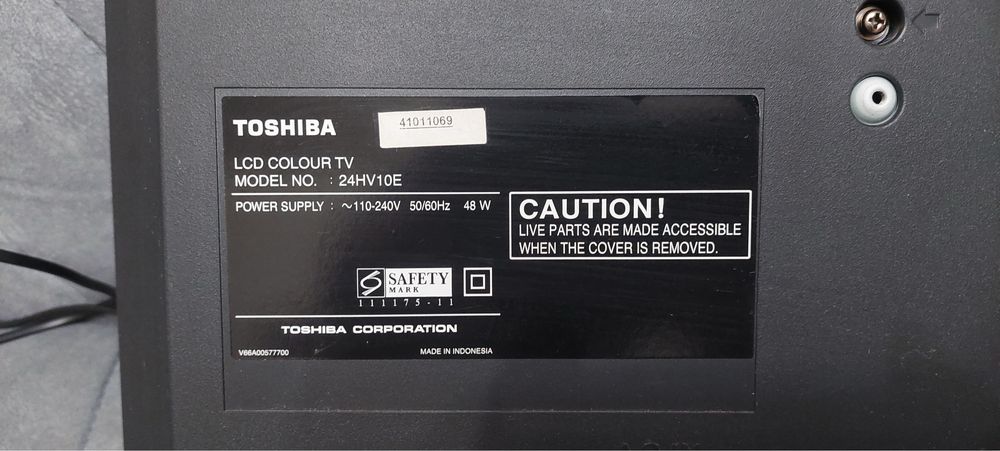 TOSHIBA
41011069
LCD COLOUR TV
MODEL NO. : 24HV10E
POWER SUPPLY : ～110-240V 50/60Hz 48 W
CAUTION!
LIVE PARTS ARE MADE ACCESSIBLE
WHEN THE COVER IS REMOVED.
SAFETY
MARK
111175-11
TOSHIBA CORPORATION
V66A00577700
MADE IN INDONESIA